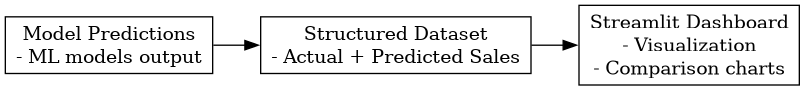 Model Predictions
- ML models output
Structured Dataset
- Actual + Predicted Sales
Streamlit Dashboard
- Visualization
- Comparison charts